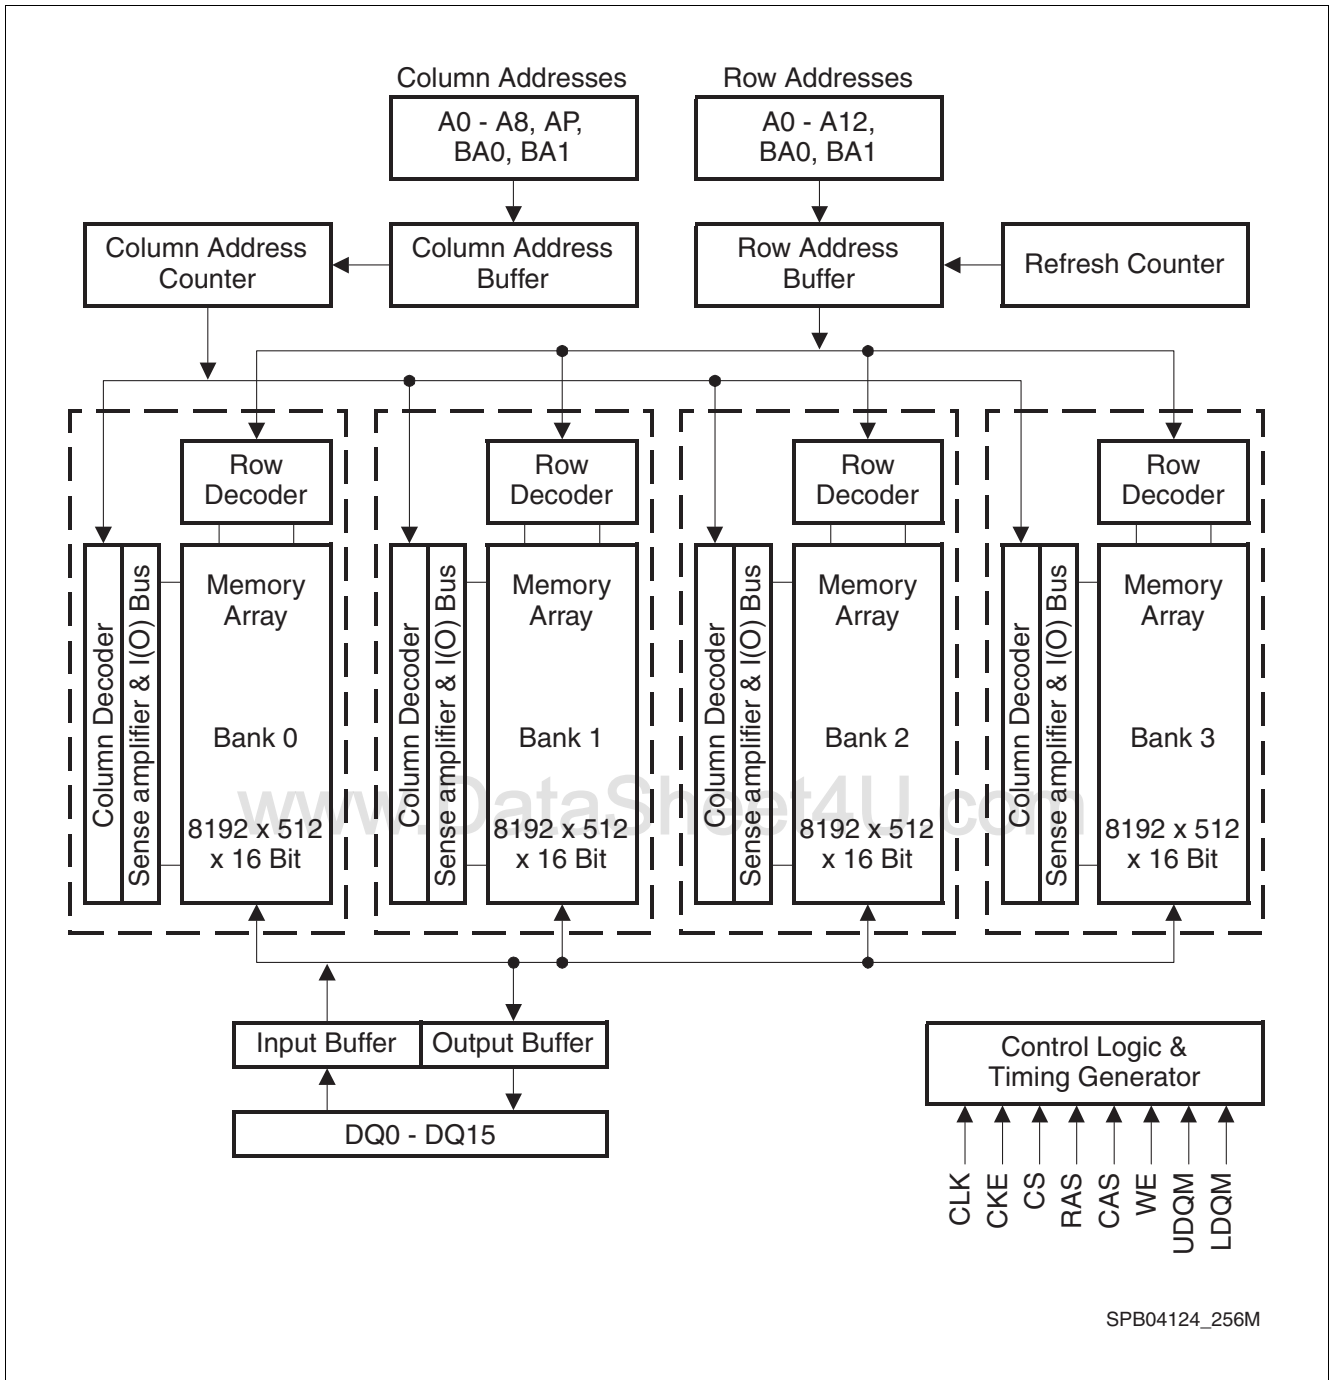 Column Addresses
Row Addresses
A0 - A8, AP,
BA0, BA1
A0 - A12,
BA0, BA1
Column Address
Counter
Column Address
Buffer
Row Address
Buffer
Refresh Counter
Row
Decoder
Row
Decoder
Row
Decoder
Row
Decoder
Column Decoder
Sense amplifier & I(O) Bus
Memory
Array
Bank 0
8192 x 512
x 16 Bit
Column Decoder
Sense amplifier & I(O) Bus
Memory
Array
Bank 1
8192 x 512
x 16 Bit
Column Decoder
Sense amplifier & I(O) Bus
Memory
Array
Bank 2
8192 x 512
x 16 Bit
Column Decoder
Sense amplifier & I(O) Bus
Memory
Array
Bank 3
8192 x 512
x 16 Bit
www.DataSheet4U.com
Input Buffer
Output Buffer
DQ0 - DQ15
Control Logic &
Timing Generator
CLK
CKE
CS
RAS
CAS
WE
UDQM
LDQM
SPB04124_256M